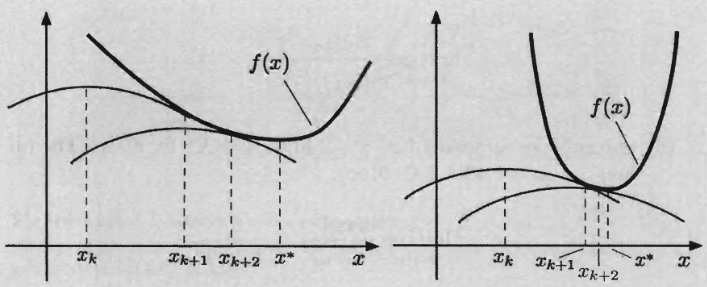 f(x)
x_k x_{k+1} x_{k+2} x* x
f(x)
x_k x_{k+1} x_{k+2} x* x